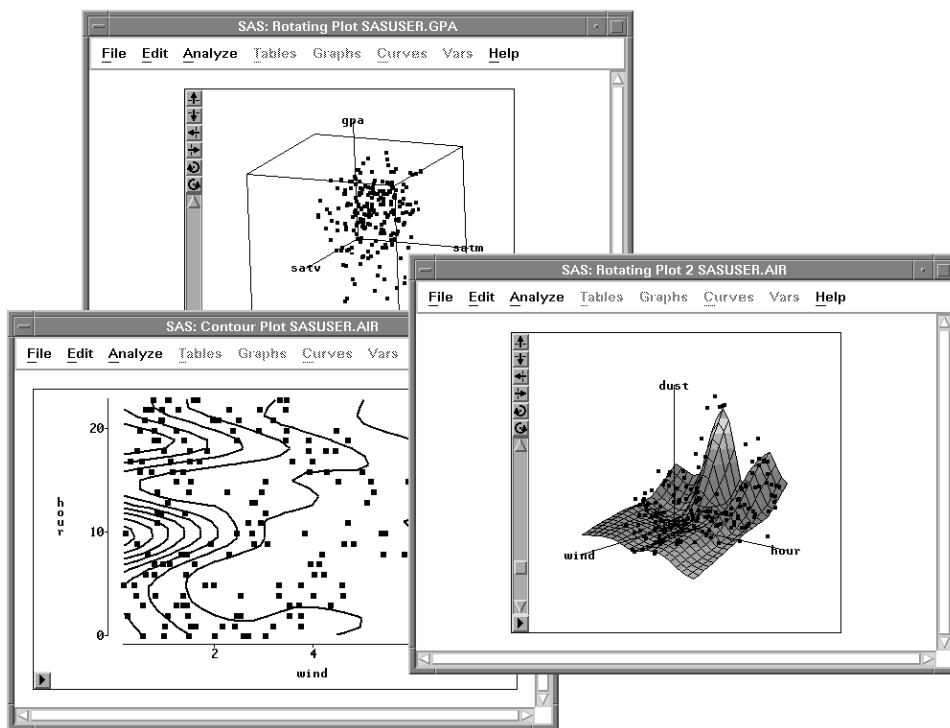 SAS: Rotating Plot SASUSER.GPA
File Edit Analyze Tables Graphs Curves Vars Help
gpa
satv
satm
SAS: Rotating Plot 2 SASUSER.AIR
File Edit Analyze Tables Graphs Curves Vars Help
dust
wind
hour
SAS: Contour Plot SASUSER.AIR
File Edit Analyze Tables Graphs Curves Vars
20
hour
10
0
2
4
wind